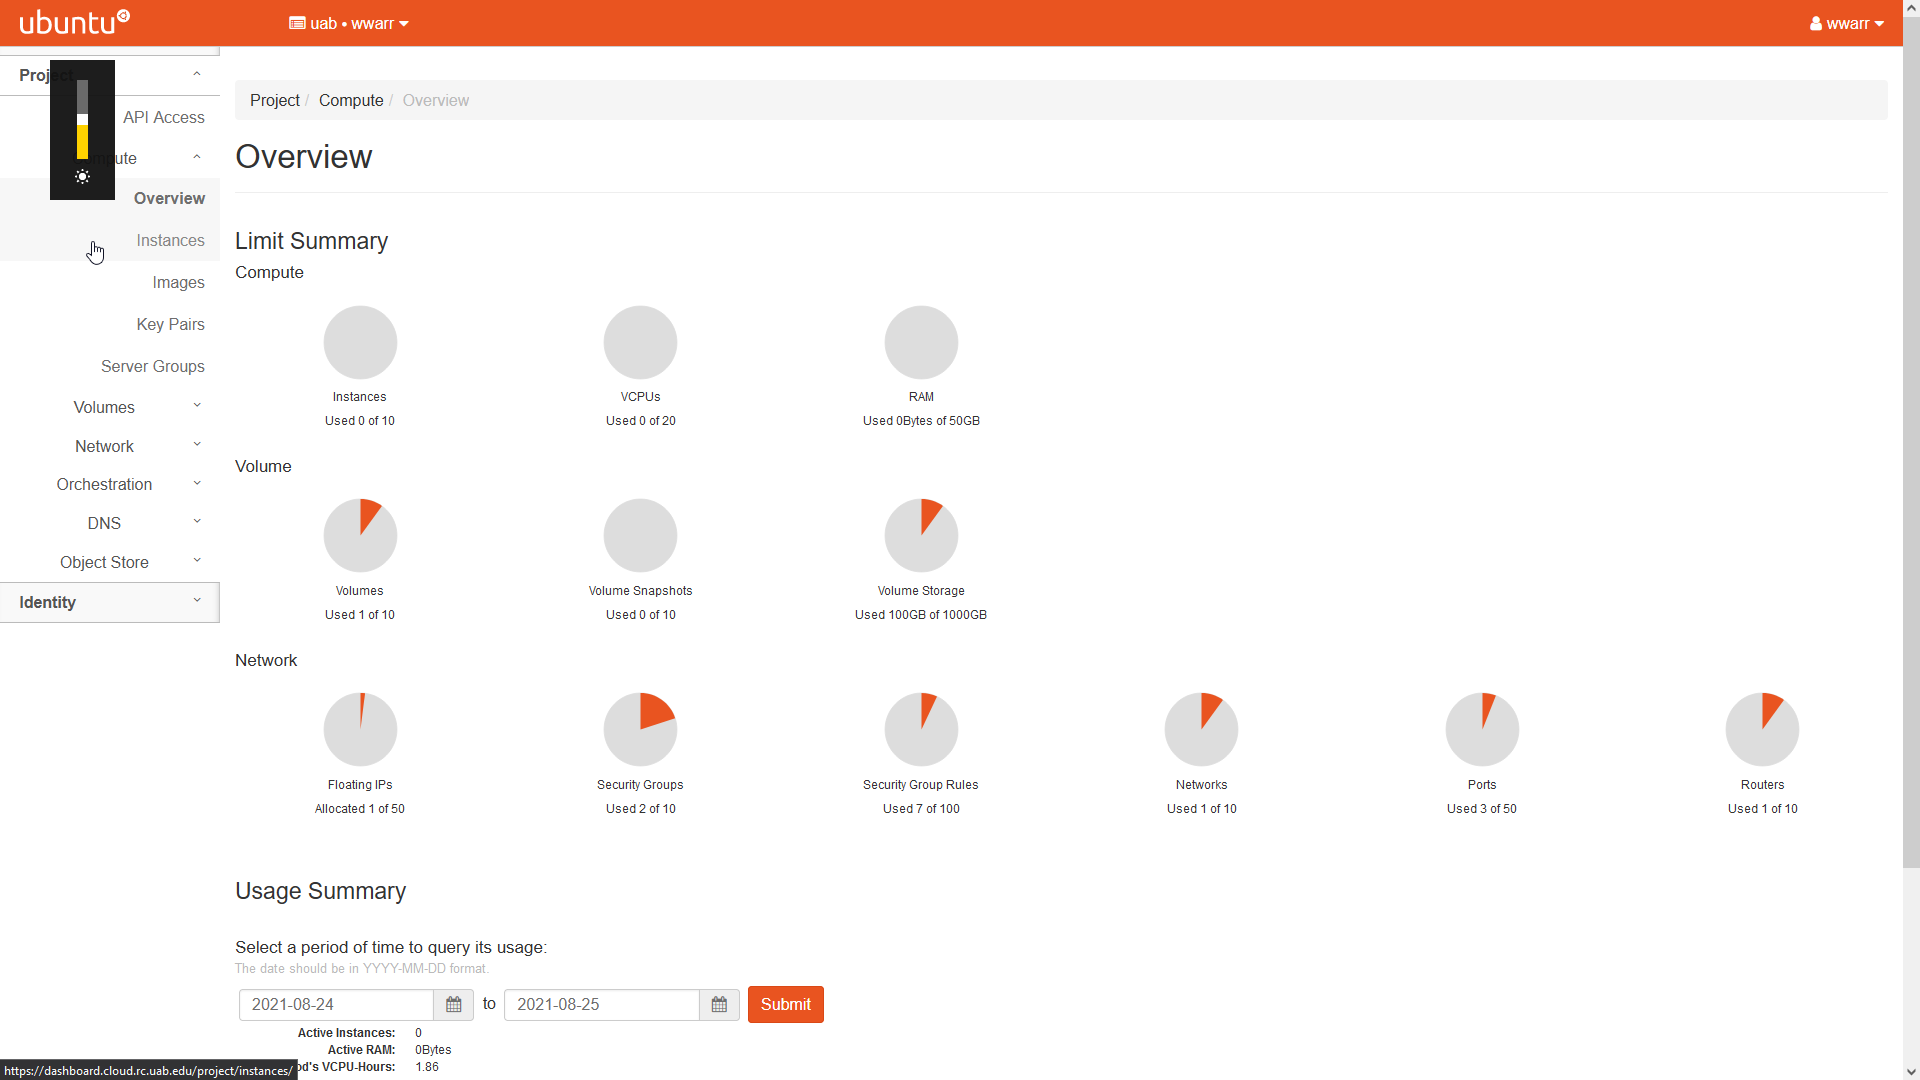 ubuntu
uab • wwarr
wwarr
Project
API Access
Compute
Overview
Instances
Images
Key Pairs
Server Groups
Volumes
Network
Orchestration
DNS
Object Store
Identity
Project / Compute / Overview
Overview
Limit Summary
Compute
Instances
Used 0 of 10
VCPUs
Used 0 of 20
RAM
Used 0Bytes of 50GB
Volume
Volumes
Used 1 of 10
Volume Snapshots
Used 0 of 10
Volume Storage
Used 100GB of 1000GB
Network
Floating IPs
Allocated 1 of 50
Security Groups
Used 2 of 10
Security Group Rules
Used 7 of 100
Networks
Used 1 of 10
Ports
Used 3 of 50
Routers
Used 1 of 10
Usage Summary
Select a period of time to query its usage:
The date should be in YYYY-MM-DD format.
2021-08-24 to 2021-08-25 Submit
Active Instances: 0
Active RAM: 0Bytes
od's VCPU-Hours: 1.86
https://dashboard.cloud.rc.uab.edu/project/instances/